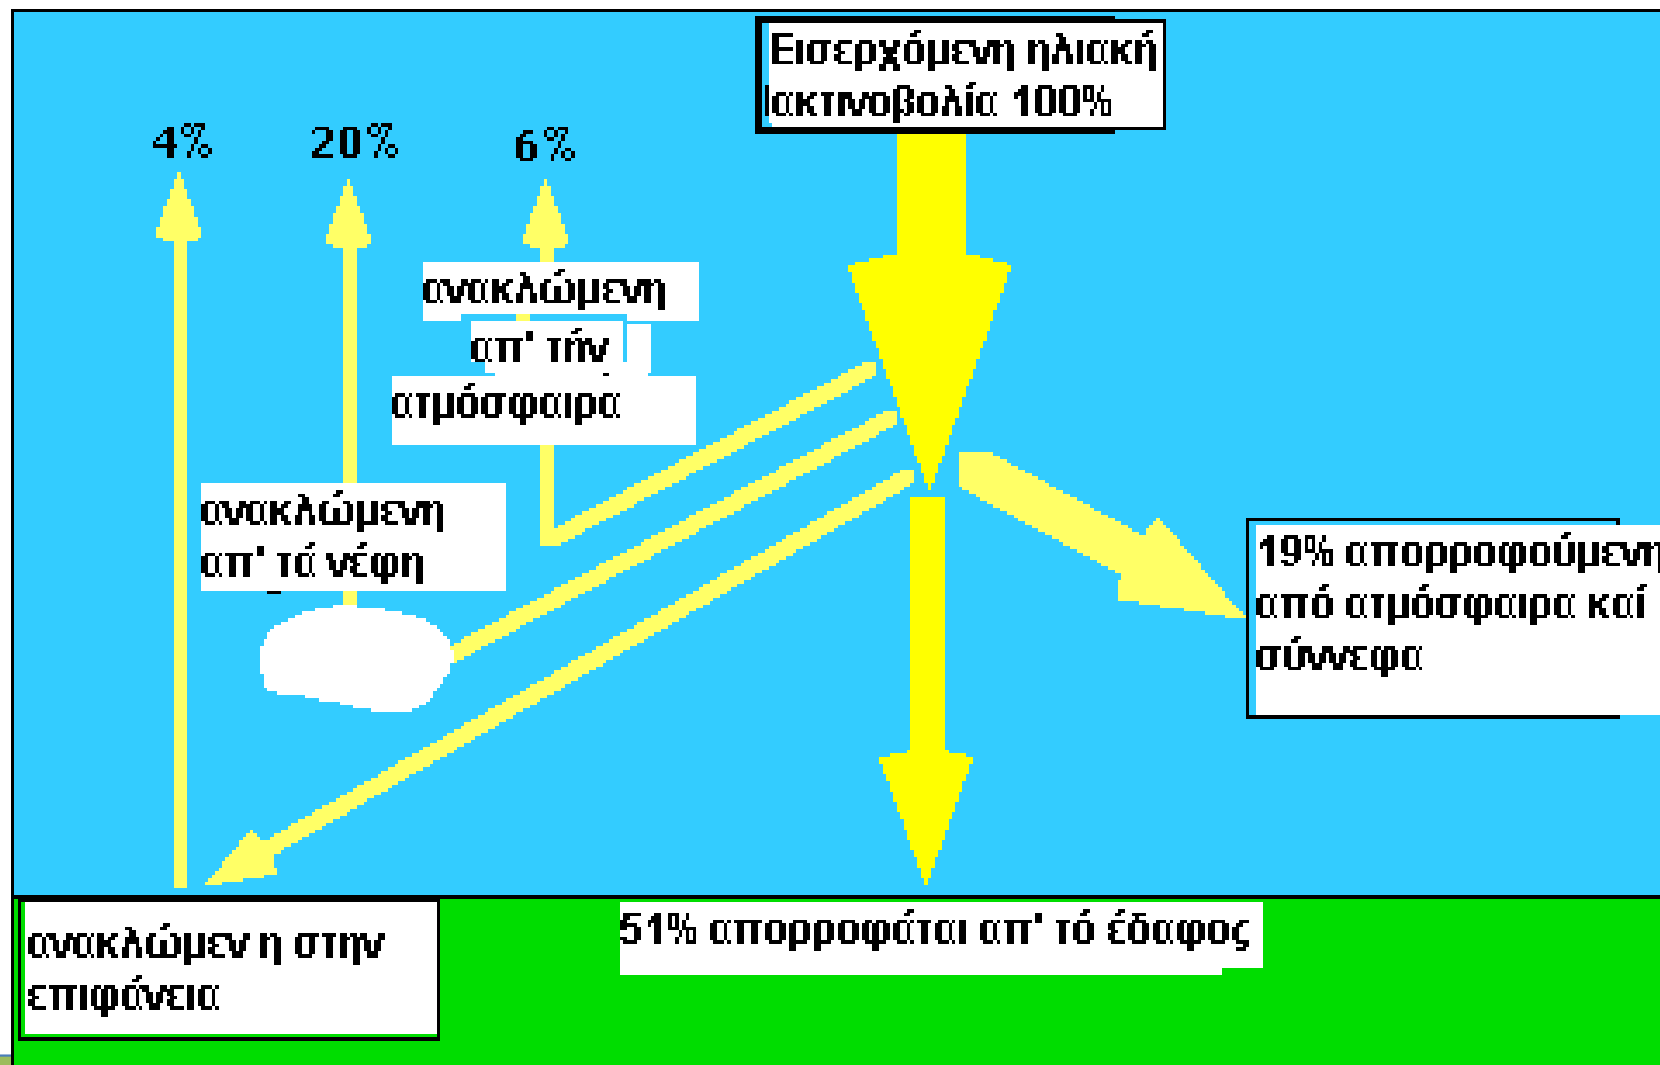 Εισερχόμενη ηλιακή
ακτινοβολία 100%
4% 20% 6%
ανακλώμενη
απ' τήν
ατμόσφαιρα
ανακλώμενη
απ' τά νέφη
19% απορροφούμενη
από ατμόσφαιρα καί
σύννεφα
51% απορροφάται απ' τό έδαφος
ανακλώμεν η στην
επιφάνεια